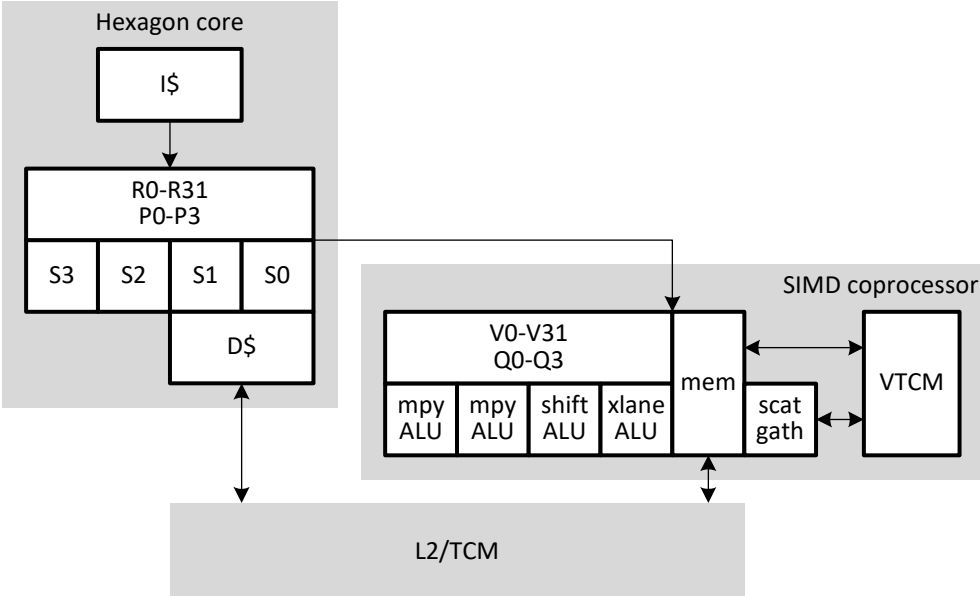 Hexagon core
I$
R0-R31
P0-P3
S3
S2
S1
S0
D$
SIMD coprocessor
V0-V31
Q0-Q3
mem
VTCM
mpy
ALU
mpy
ALU
shift
ALU
xlane
ALU
scat
gath
L2/TCM